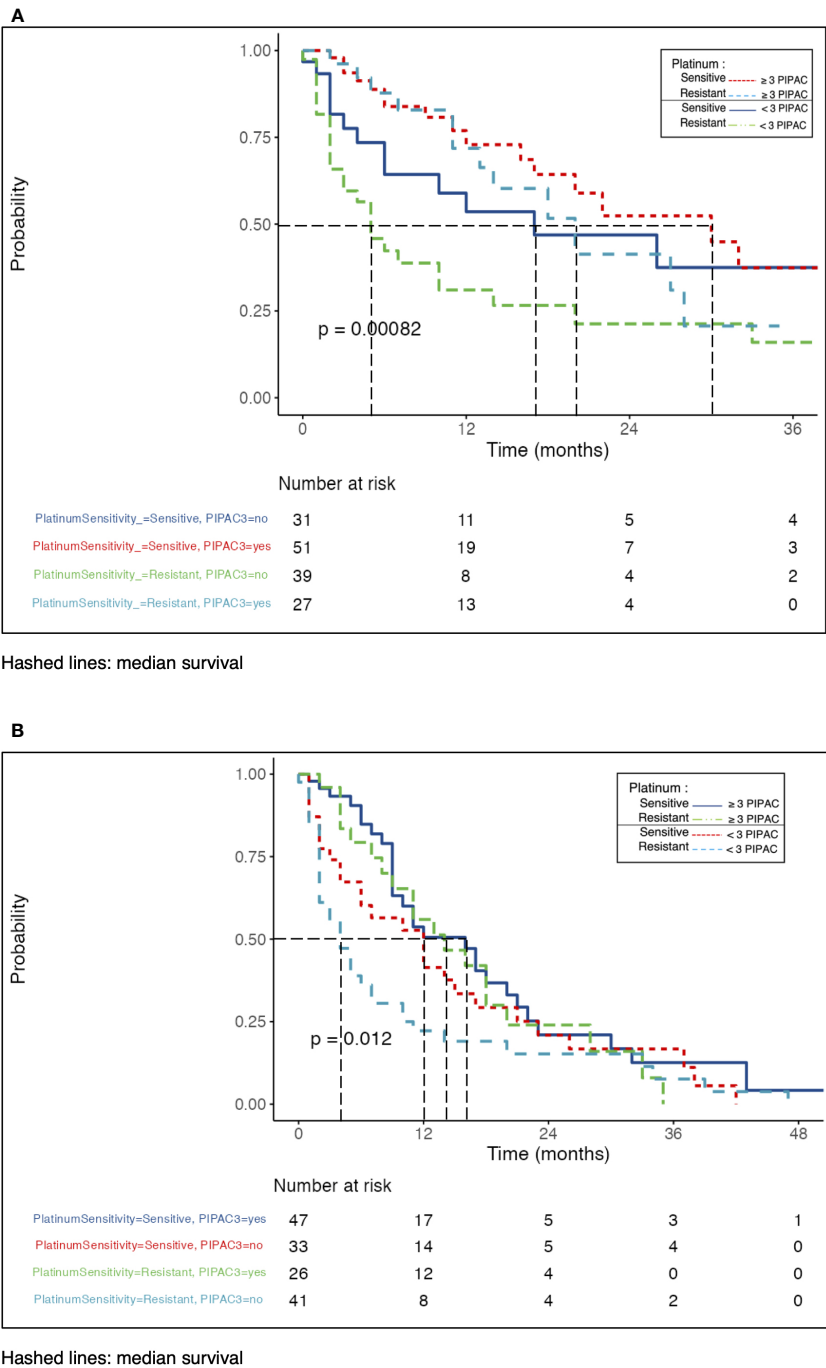 A
1.00
0.75
0.50
0.25
0.00
Probability
Platinum :
Sensitive ≥ 3 PIPAC
Resistant ≥ 3 PIPAC
Sensitive < 3 PIPAC
Resistant < 3 PIPAC
p = 0.00082
0 12 24 36
Time (months)
Number at risk
PlatinumSensitivity_=Sensitive, PIPAC3=no 31 11 5 4
PlatinumSensitivity_=Sensitive, PIPAC3=yes 51 19 7 3
PlatinumSensitivity_=Resistant, PIPAC3=no 39 8 4 2
PlatinumSensitivity_=Resistant, PIPAC3=yes 27 13 4 0
Hashed lines: median survival
B
1.00
0.75
0.50
0.25
0.00
Probability
Platinum :
Sensitive ≥ 3 PIPAC
Resistant ≥ 3 PIPAC
Sensitive < 3 PIPAC
Resistant < 3 PIPAC
p = 0.012
0 12 24 36 48
Time (months)
Number at risk
PlatinumSensitivity=Sensitive, PIPAC3=yes 47 17 5 3 1
PlatinumSensitivity=Sensitive, PIPAC3=no 33 14 5 4 0
PlatinumSensitivity=Resistant, PIPAC3=yes 26 12 4 0 0
PlatinumSensitivity=Resistant, PIPAC3=no 41 8 4 2 0
Hashed lines: median survival